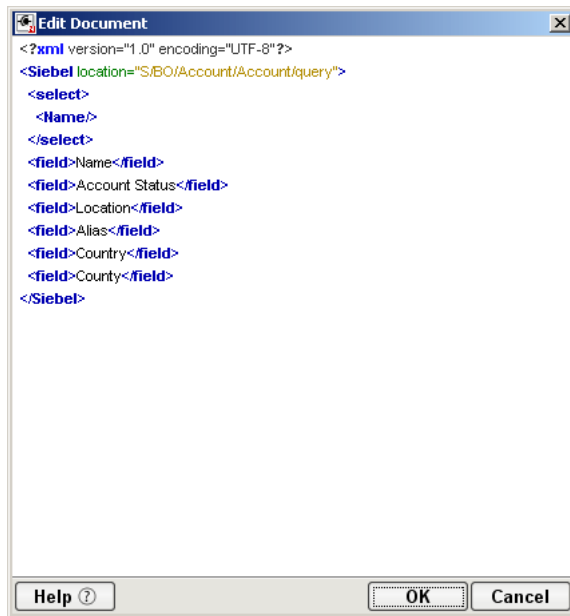 Edit Document
<?xml version="1.0" encoding="UTF-8"?>
<Siebel location="S/BO/Account/Account/query">
<select>
<Name/>
</select>
<field>Name</field>
<field>Account Status</field>
<field>Location</field>
<field>Alias</field>
<field>Country</field>
<field>County</field>
</Siebel>
Help ?
OK
Cancel